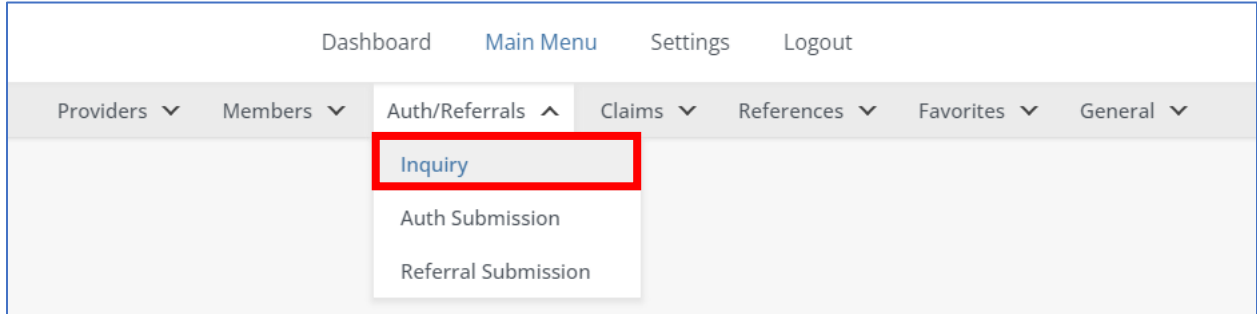 Dashboard Main Menu Settings Logout
Providers Members Auth/Referrals Claims References Favorites General
Inquiry
Auth Submission
Referral Submission